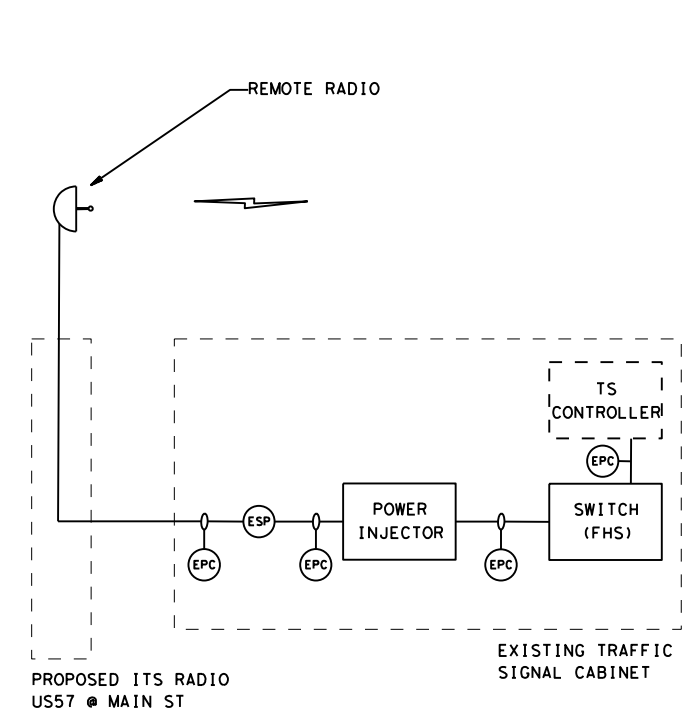 REMOTE RADIO
TS
CONTROLLER
EPC
POWER
INJECTOR
SWITCH
(FHS)
ESP
EPC
EPC
EPC
EXISTING TRAFFIC
SIGNAL CABINET
PROPOSED ITS RADIO
US57 @ MAIN ST